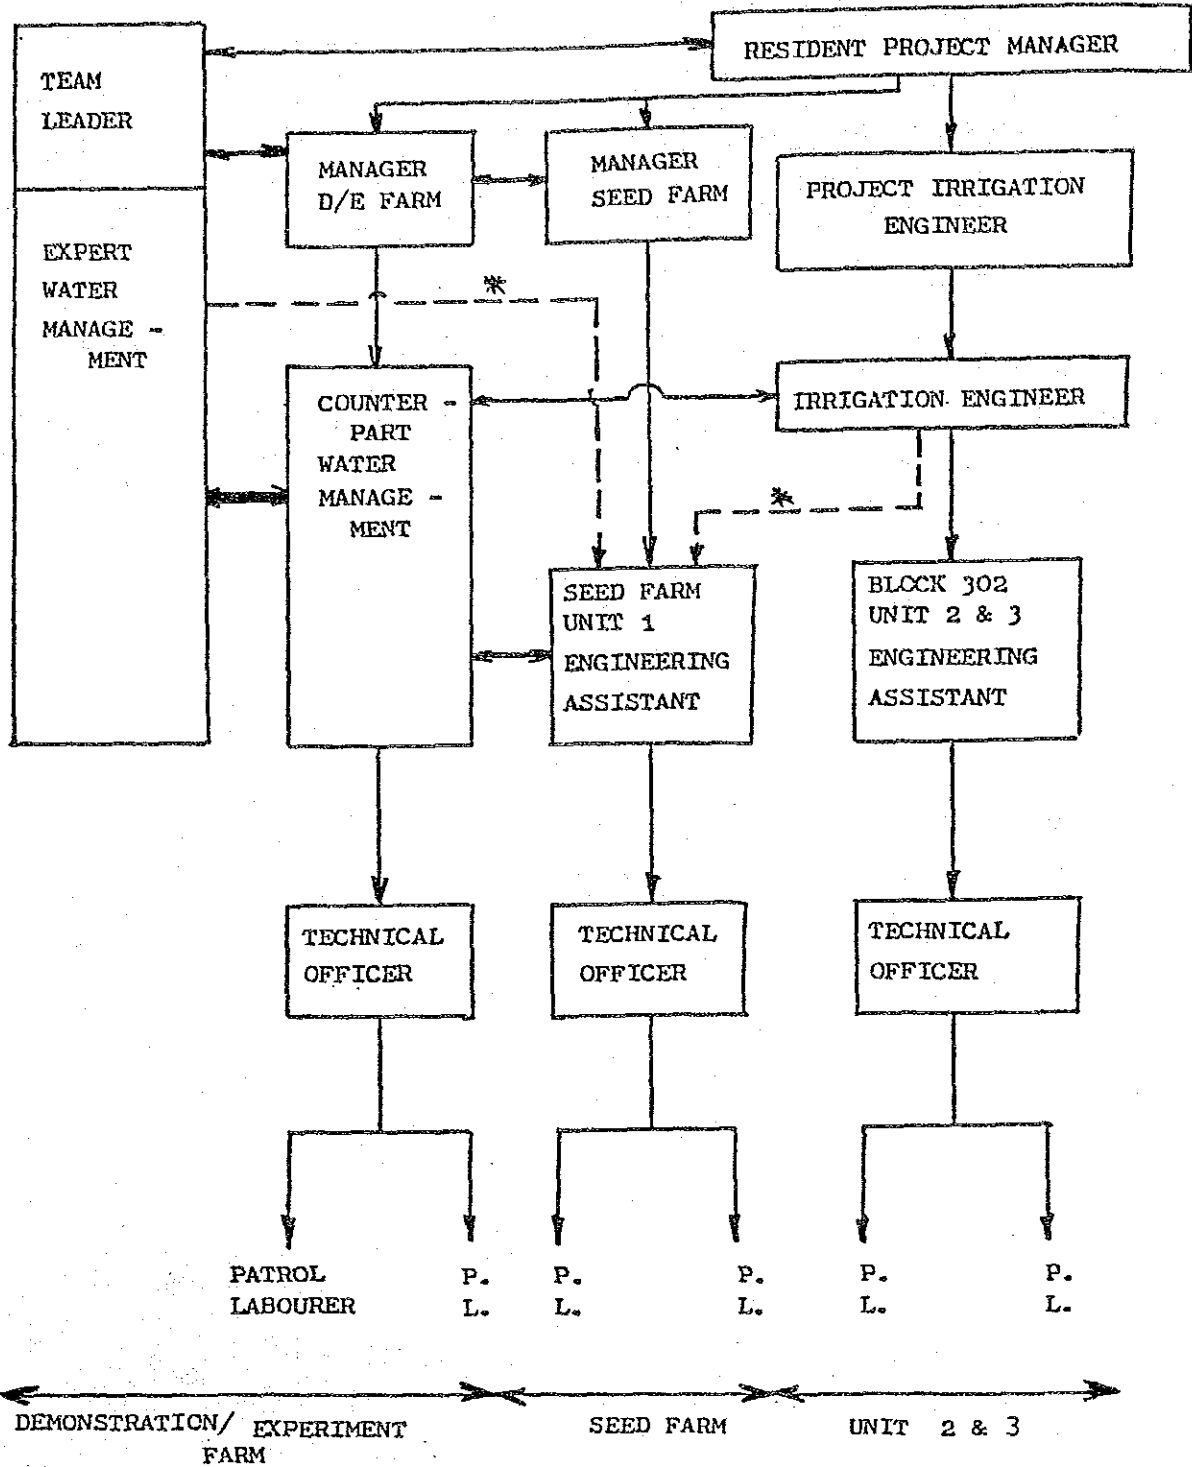 RESIDENT PROJECT MANAGER
TEAM
LEADER
MANAGER
D/E FARM
MANAGER
SEED FARM
PROJECT IRRIGATION
ENGINEER
EXPERT
WATER
MANAGE -
MENT
*
COUNTER -
PART
WATER
MANAGE -
MENT
IRRIGATION ENGINEER
*
SEED FARM
UNIT 1
ENGINEERING
ASSISTANT
BLOCK 302
UNIT 2 & 3
ENGINEERING
ASSISTANT
TECHNICAL
OFFICER
TECHNICAL
OFFICER
TECHNICAL
OFFICER
PATROL
LABOURER
P.
L.
P.
L.
P.
L.
P.
L.
P.
L.
DEMONSTRATION/ EXPERIMENT
FARM
SEED FARM
UNIT 2 & 3